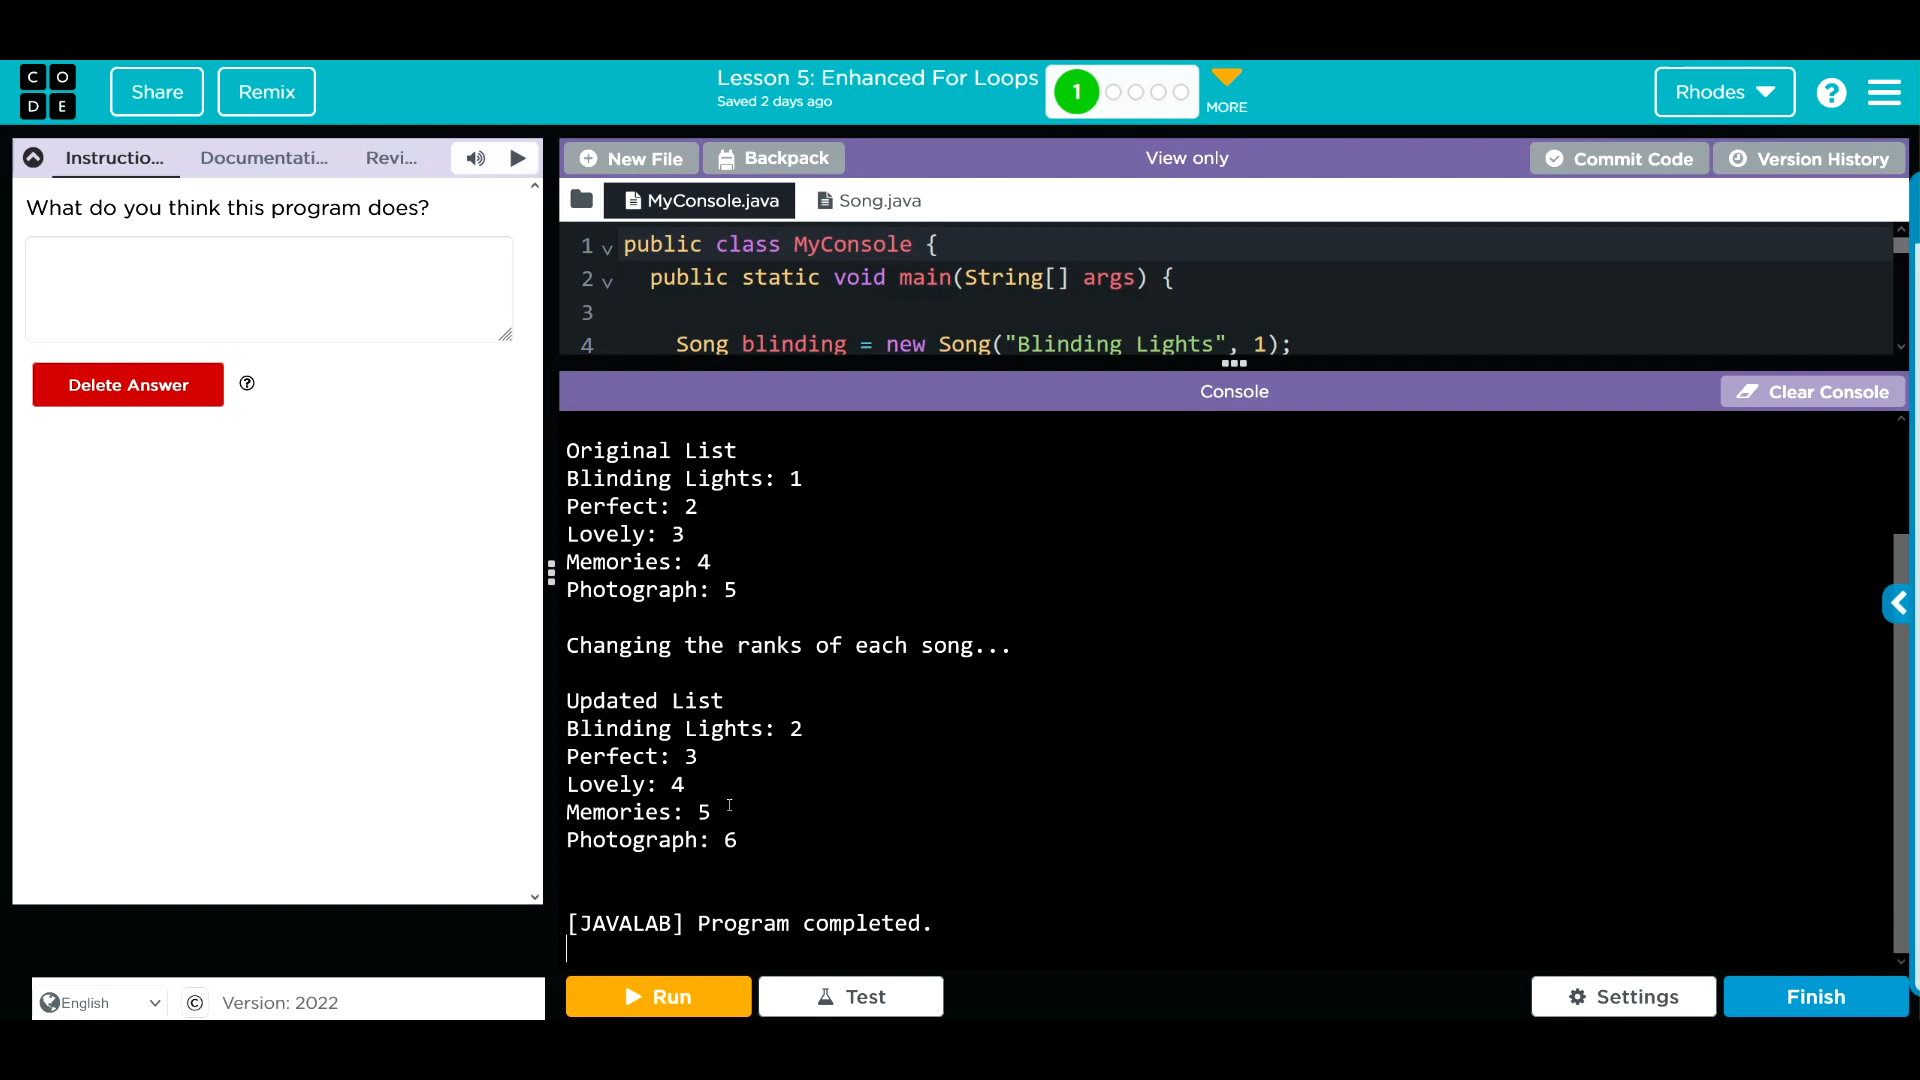 C O D E
Share
Remix
Lesson 5: Enhanced For Loops
Saved 2 days ago
1
MORE
Rhodes
?
Instructio...
Documentati...
Revi...
What do you think this program does?
Delete Answer
?
New File
Backpack
View only
Commit Code
Version History
MyConsole.java
Song.java
1 public class MyConsole {
2 public static void main(String[] args) {
3
4 Song blinding = new Song("Blinding Lights", 1);
Console
Clear Console
Original List
Blinding Lights: 1
Perfect: 2
Lovely: 3
Memories: 4
Photograph: 5
Changing the ranks of each song...
Updated List
Blinding Lights: 2
Perfect: 3
Lovely: 4
Memories: 5
Photograph: 6
[JAVALAB] Program completed.
English
©
Version: 2022
Run
Test
Settings
Finish